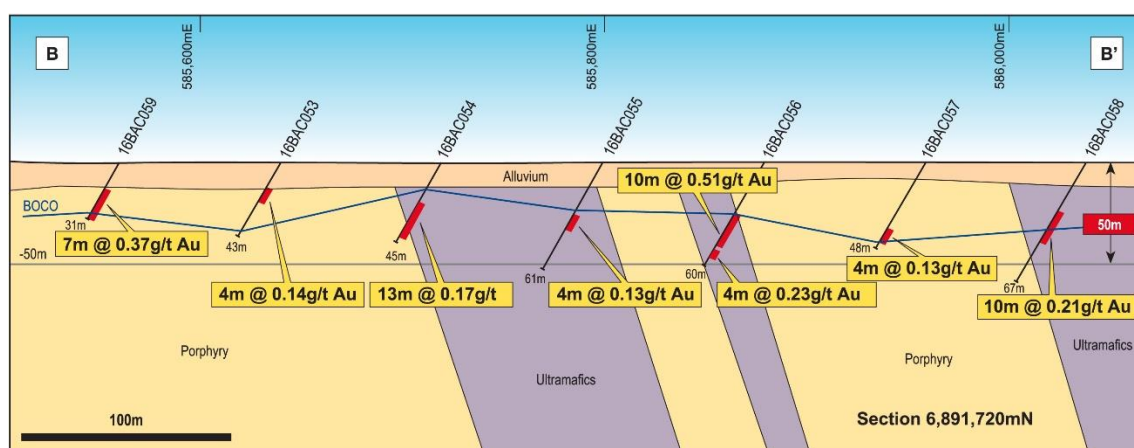 B
585,600mE
585,800mE
586,000mE
B'
16BAC059
16BAC053
16BAC054
16BAC055
16BAC056
16BAC057
16BAC058
Alluvium
10m @ 0.51g/t Au
BOCO
31m
7m @ 0.37g/t Au
43m
45m
61m
60m
48m
67m
50m
-50m
4m @ 0.14g/t Au
13m @ 0.17g/t
4m @ 0.13g/t Au
4m @ 0.23g/t Au
4m @ 0.13g/t Au
10m @ 0.21g/t Au
Porphyry
Ultramafics
Porphyry
Ultramafics
100m
Section 6,891,720mN